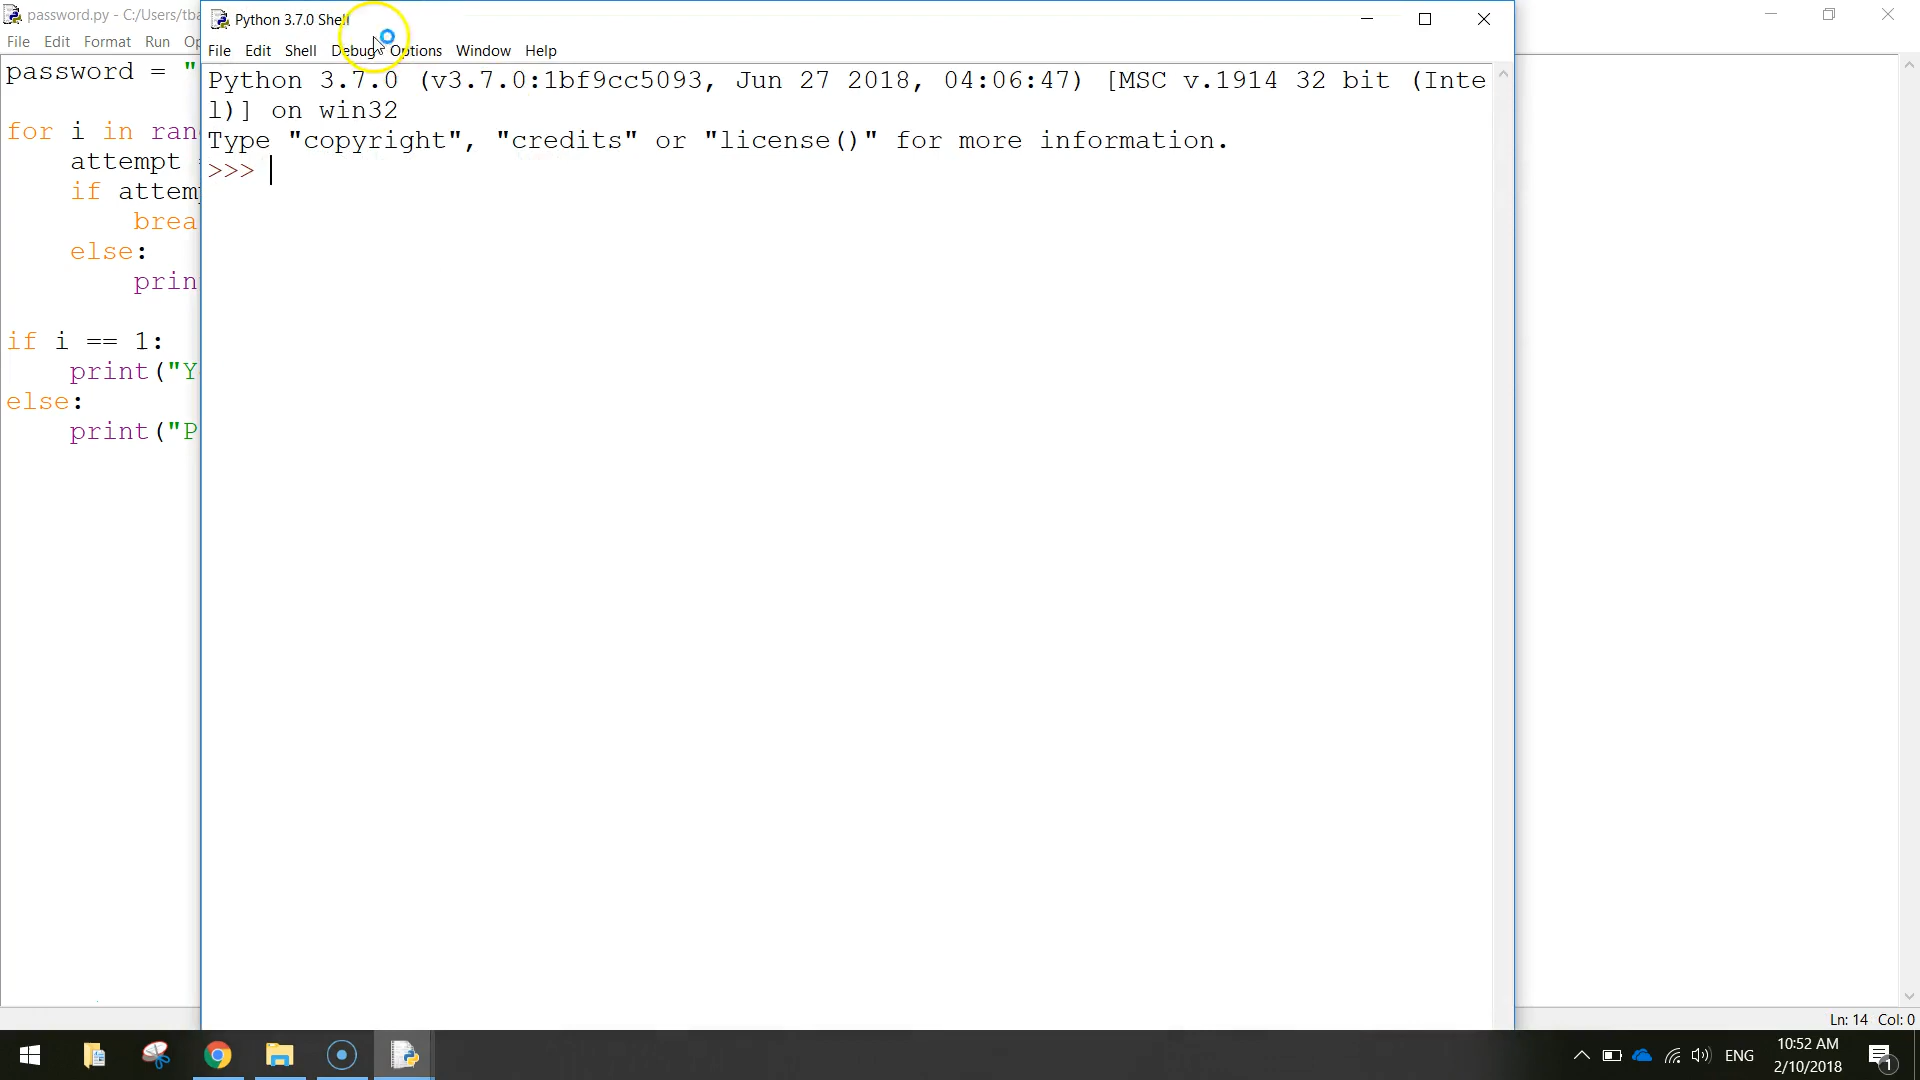 password.py - C:/Users/tba
File Edit Format Run Op
password = "
for i in ran
attempt =
if attem
brea
else:
prin
if i == 1:
print("Y
else:
print("P
Python 3.7.0 Shell
File Edit Shell Debug Options Window Help
Python 3.7.0 (v3.7.0:1bf9cc5093, Jun 27 2018, 04:06:47) [MSC v.1914 32 bit (Inte
l)] on win32
Type "copyright", "credits" or "license()" for more information.
>>>
Ln: 14 Col: 0
ENG
10:52 AM
2/10/2018
1